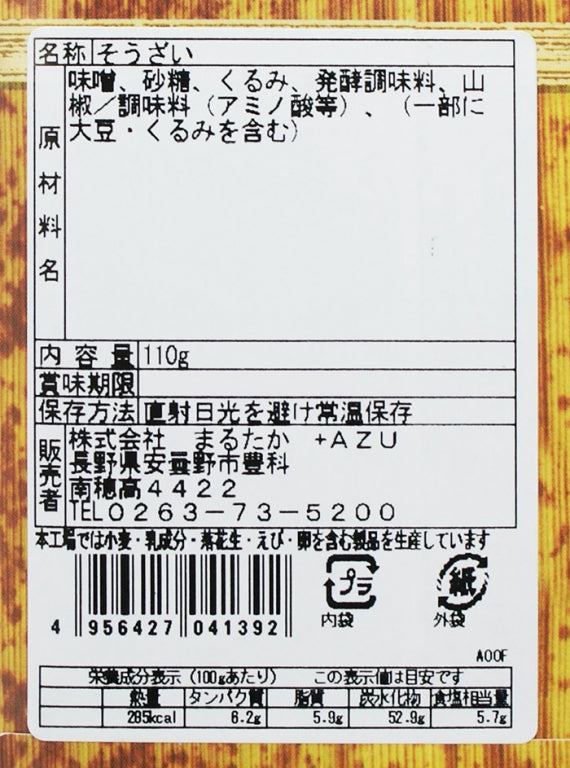 名称 そうざい
原材料名 味噌、砂糖、くるみ、発酵調味料、山
椒／調味料（アミノ酸等）、（一部に
大豆・くるみを含む）
内容量 110g
賞味期限
保存方法 直射日光を避け常温保存
販売者 株式会社 まるたか +AZU
長野県安曇野市豊科
南穂高4422
TEL0263-73-5200
本工場では小麦・乳成分・落花生・えび・卵を含む製品を生産しています
4 956427 041392
プラ 内袋
紙 外袋
A00F
栄養成分表示（100gあたり） この表示値は目安です
熱量 タンパク質 脂質 炭水化物 食塩相当量
285kcal 6.2g 5.9g 52.9g 5.7g